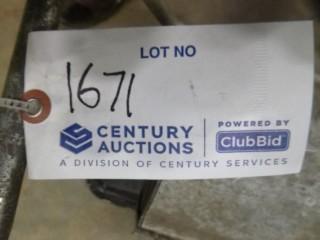 LOT NO
1671
CENTURY AUCTIONS
POWERED BY
ClubBid
A DIVISION OF CENTURY SERVICES